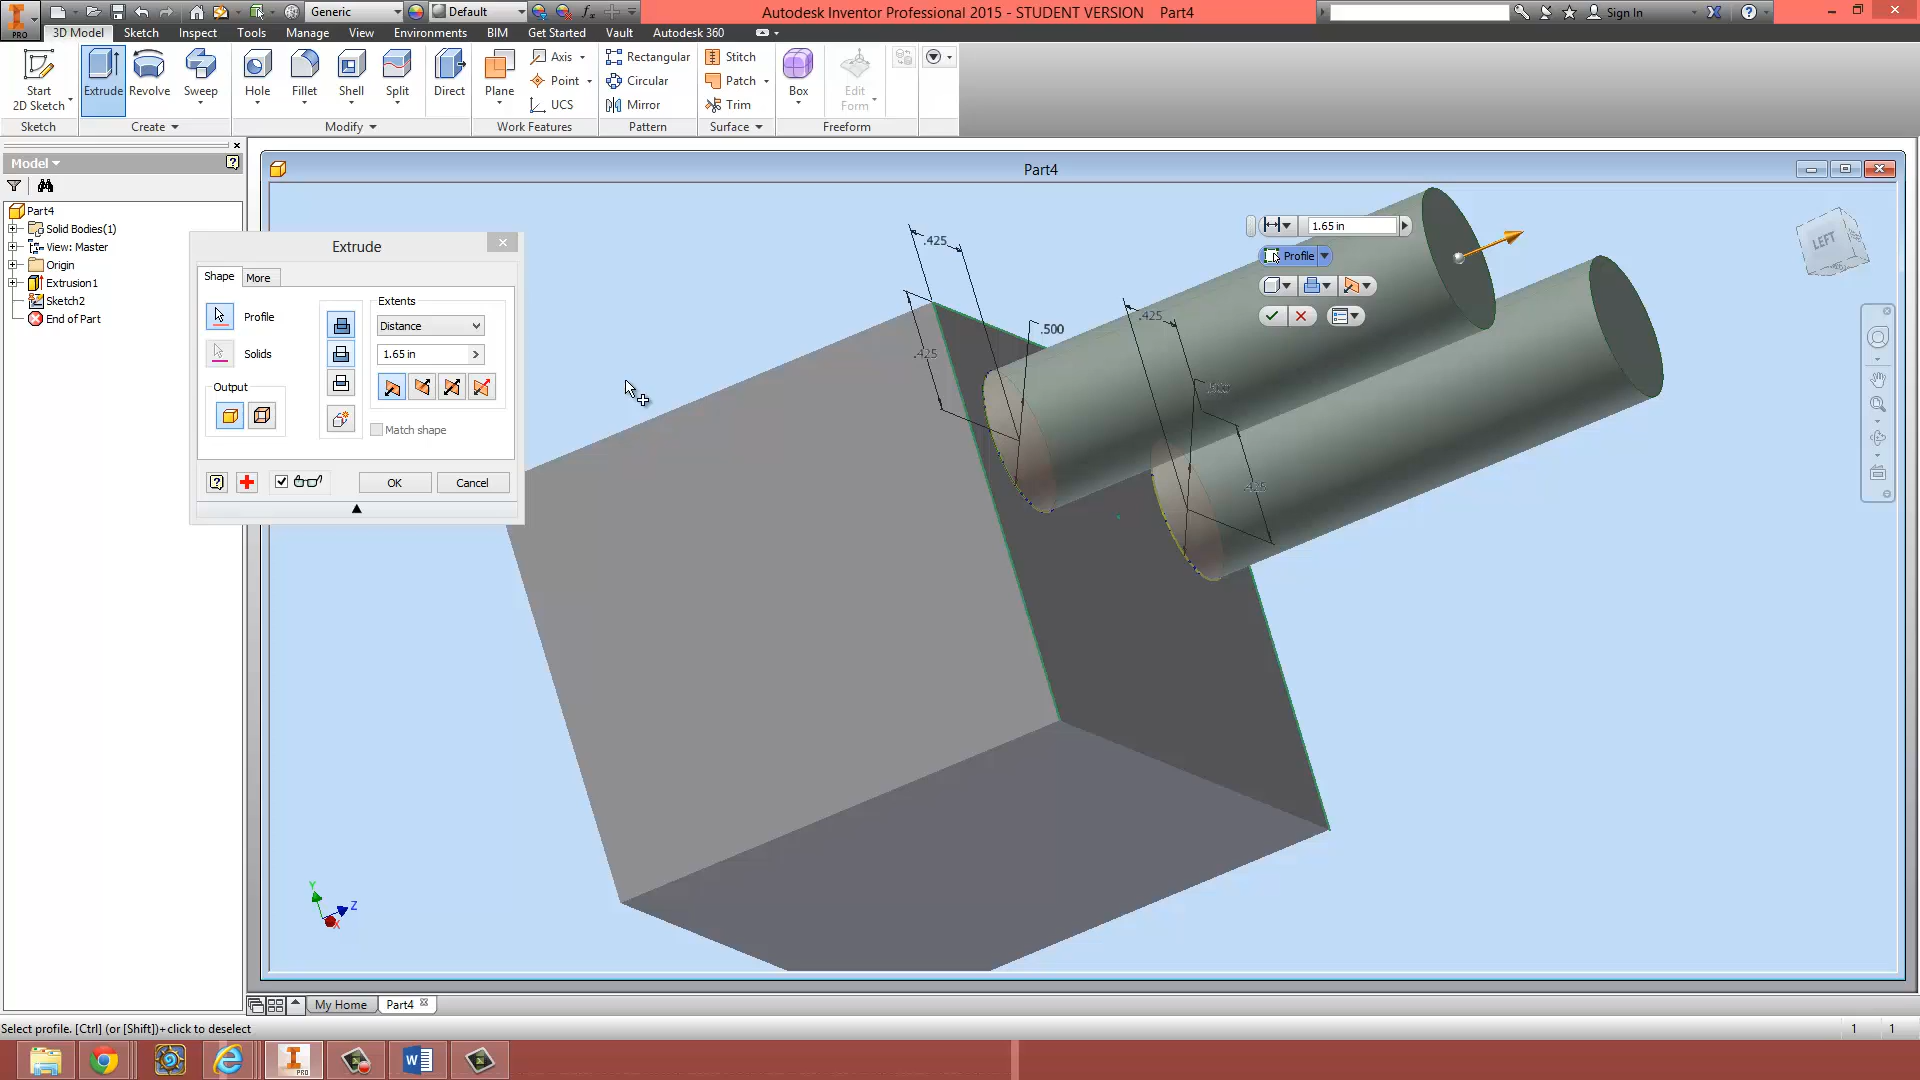 Generic
Default
Autodesk Inventor Professional 2015 - STUDENT VERSION Part4
Sign In
PRO
3D Model Sketch Inspect Tools Manage View Environments BIM Get Started Vault Autodesk 360
Start
2D Sketch
Extrude Revolve Sweep
Hole Fillet Shell Split Direct
Plane
Axis
Point
UCS
Rectangular
Circular
Mirror
Stitch
Patch
Trim
Box
Edit
Form
Sketch Create Modify Work Features Pattern Surface Freeform
Model
Part4
Part4
Solid Bodies(1)
View: Master
Origin
Extrusion1
Sketch2
End of Part
Extrude
Shape More
Profile
Solids
Output
Extents
Distance
1.65 in
Match shape
OK Cancel
.425
.425
.500
.425
.425
1.65 in
Profile
LEFT
Y
Z
X
My Home Part4
Select profile. [Ctrl] (or [Shift])+click to deselect
1 1
PRO